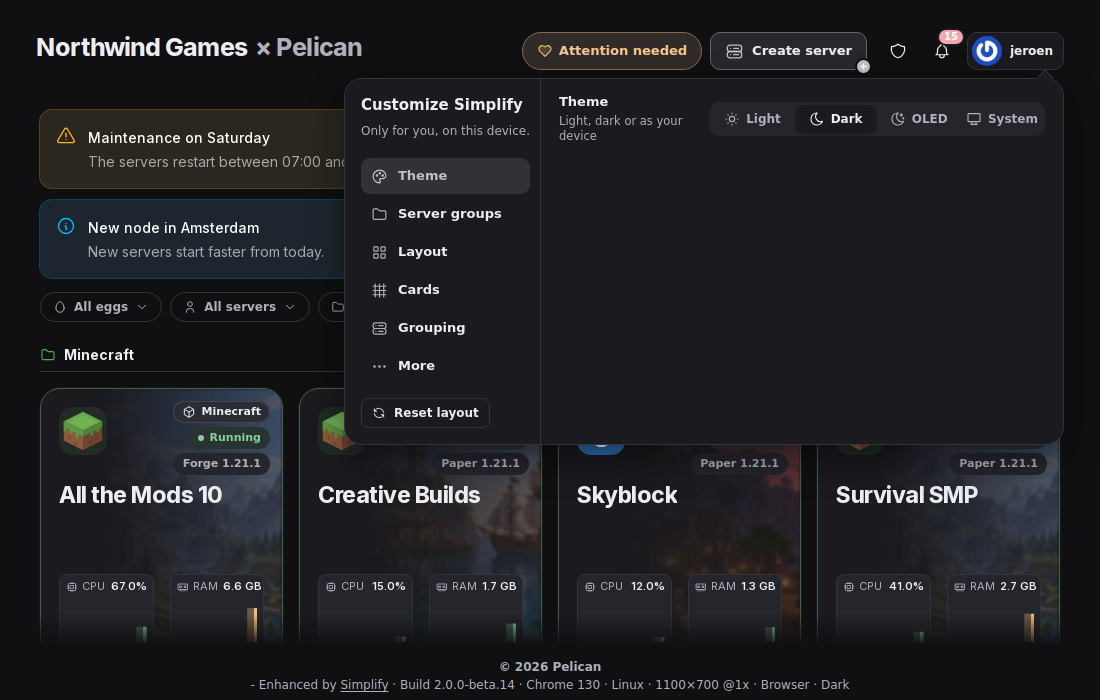 Northwind Games × Pelican
Attention needed
Create server
15
jeroen
Customize Simplify
Only for you, on this device.
Theme
Server groups
Layout
Cards
Grouping
More
Reset layout
Theme
Light, dark or as your
device
Light
Dark
OLED
System
Maintenance on Saturday
The servers restart between 07:00 and
New node in Amsterdam
New servers start faster from today.
All eggs
All servers
Minecraft
Minecraft
Running
Forge 1.21.1
All the Mods 10
CPU 67.0%
RAM 6.6 GB
Paper 1.21.1
Creative Builds
CPU 15.0%
RAM 1.7 GB
Paper 1.21.1
Skyblock
CPU 12.0%
RAM 1.3 GB
Paper 1.21.1
Survival SMP
CPU 41.0%
RAM 2.7 GB
© 2026 Pelican
- Enhanced by Simplify · Build 2.0.0-beta.14 · Chrome 130 · Linux · 1100×700 @1x · Browser · Dark